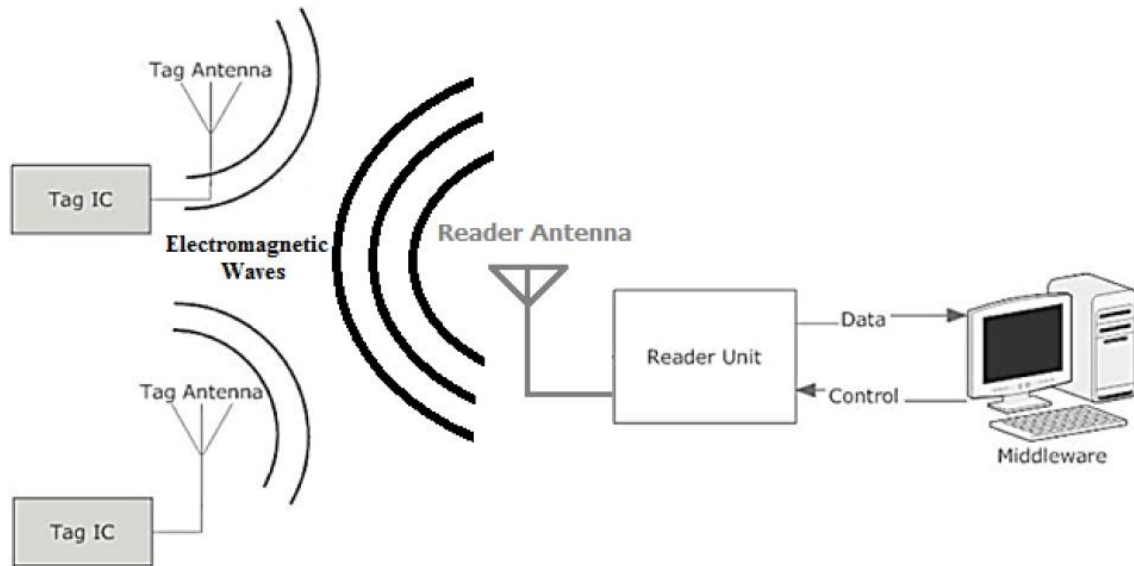 Tag Antenna
Tag IC
Electromagnetic
Waves
Reader Antenna
Reader Unit
Data
Control
Middleware
Tag Antenna
Tag IC